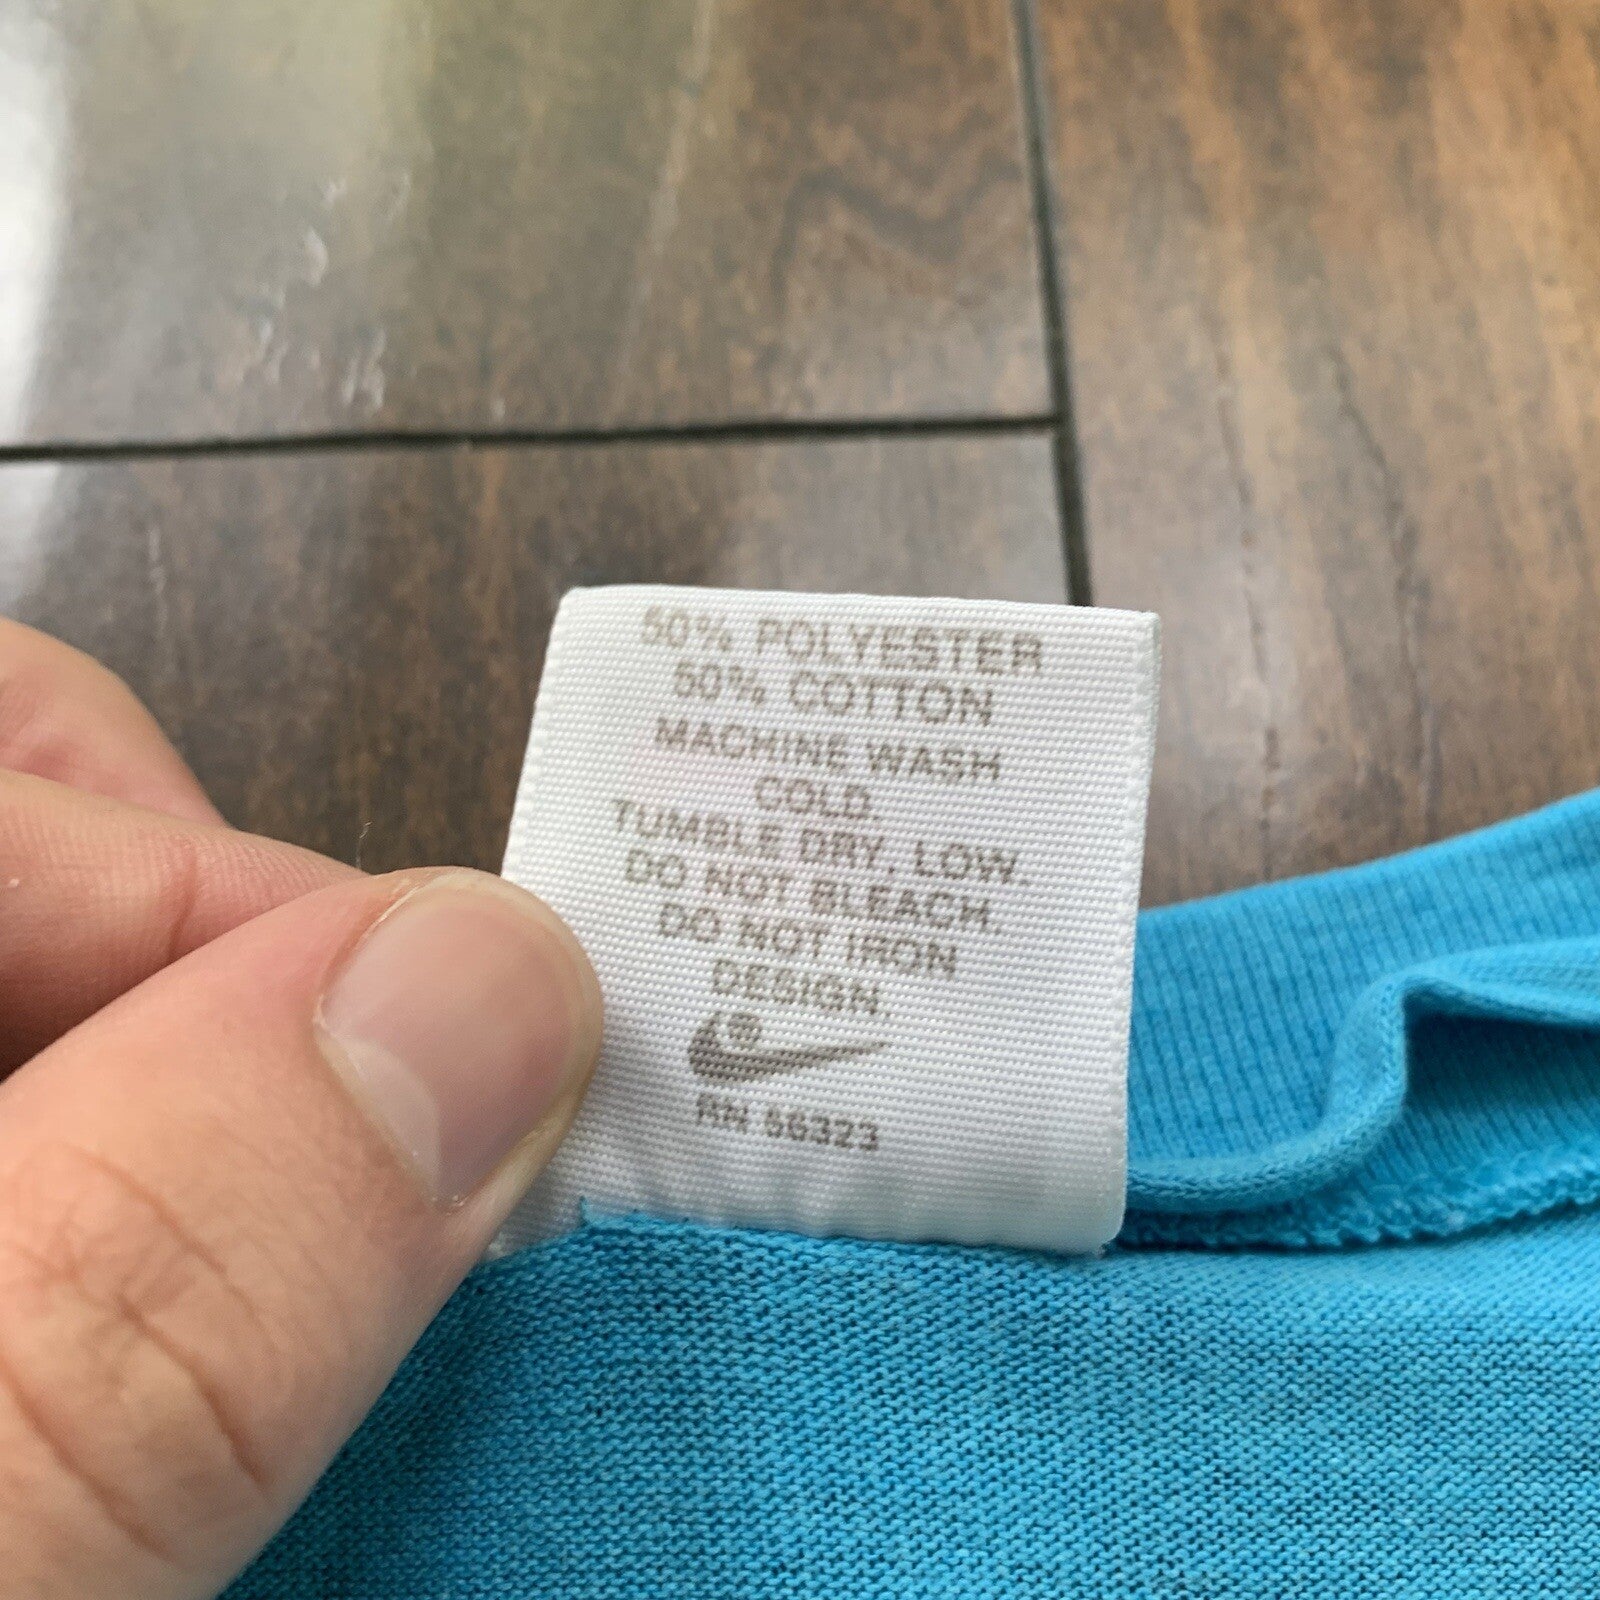 50% POLYESTER
50% COTTON
MACHINE WASH
COLD.
TUMBLE DRY, LOW.
DO NOT BLEACH.
DO NOT IRON
DESIGN.
®
RN 56323